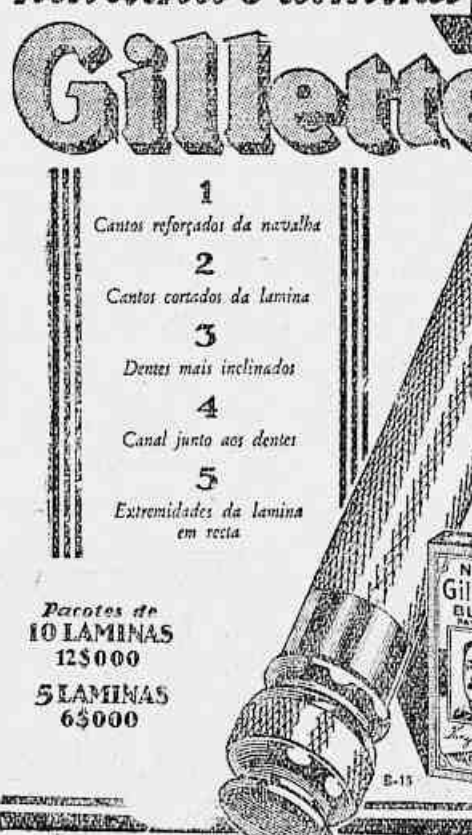 Gillette
1
Cantos reforçados da navalha
2
Cantos cortados da lamina
3
Dentes mais inclinados
4
Canal junto aos dentes
5
Extremidades da lamina
em recta
Pacotes de
10 LAMINAS
12$000
5 LAMINAS
6$000
N
Gil
B-15